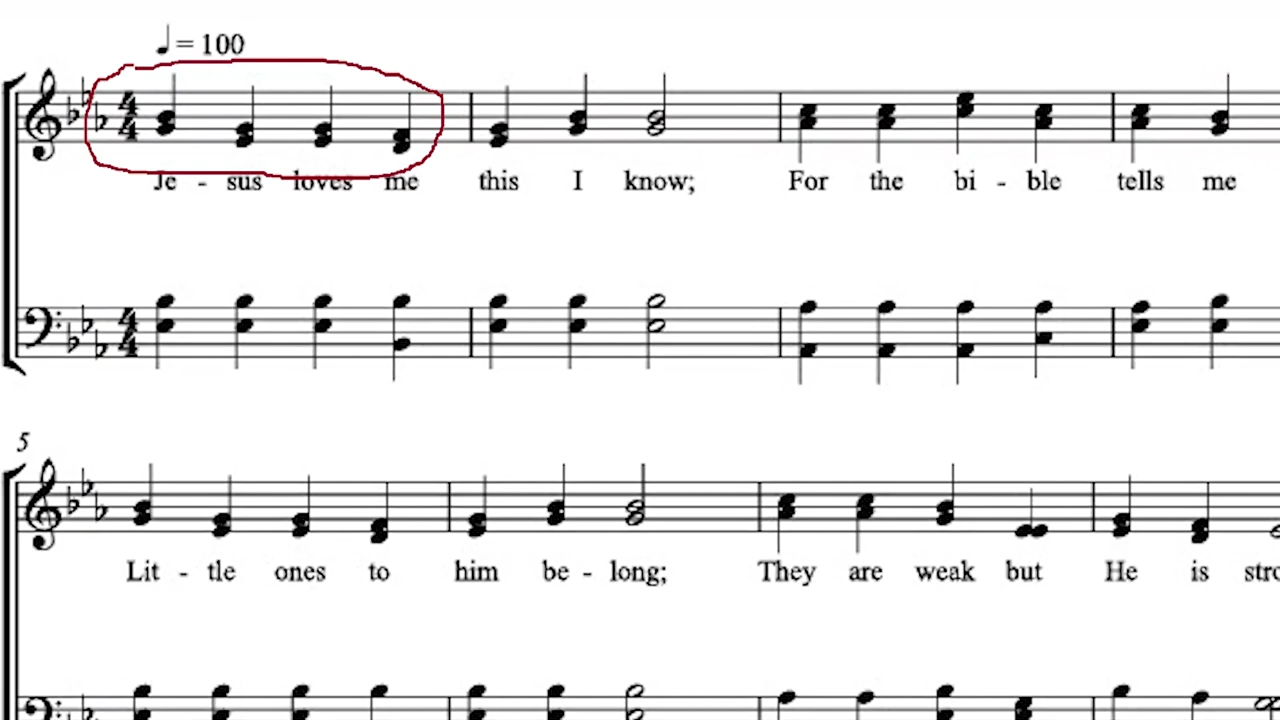 ♩ = 100
Je - sus loves me this I know; For the bi - ble tells me
5
Lit - tle ones to him be - long; They are weak but He is stro